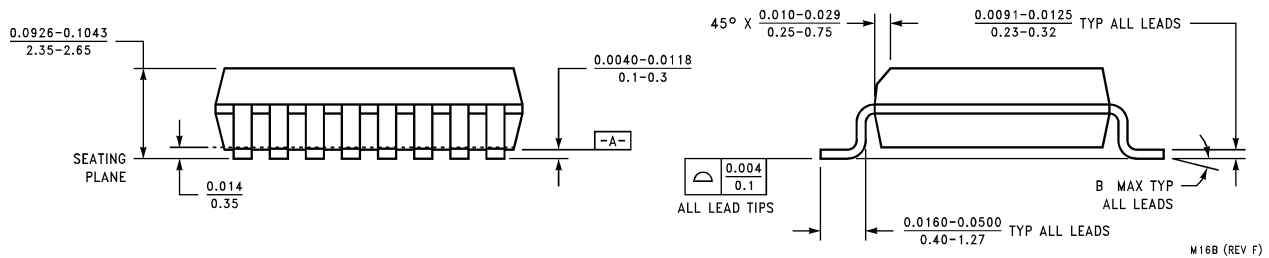 0.0926-0.1043
2.35-2.65
SEATING
PLANE
0.014
0.35
0.0040-0.0118
0.1-0.3
-A-
45° X 0.010-0.029
0.25-0.75
0.0091-0.0125 TYP ALL LEADS
0.23-0.32
0.004
0.1
ALL LEAD TIPS
0.0160-0.0500 TYP ALL LEADS
0.40-1.27
B MAX TYP
ALL LEADS
M16B (REV F)